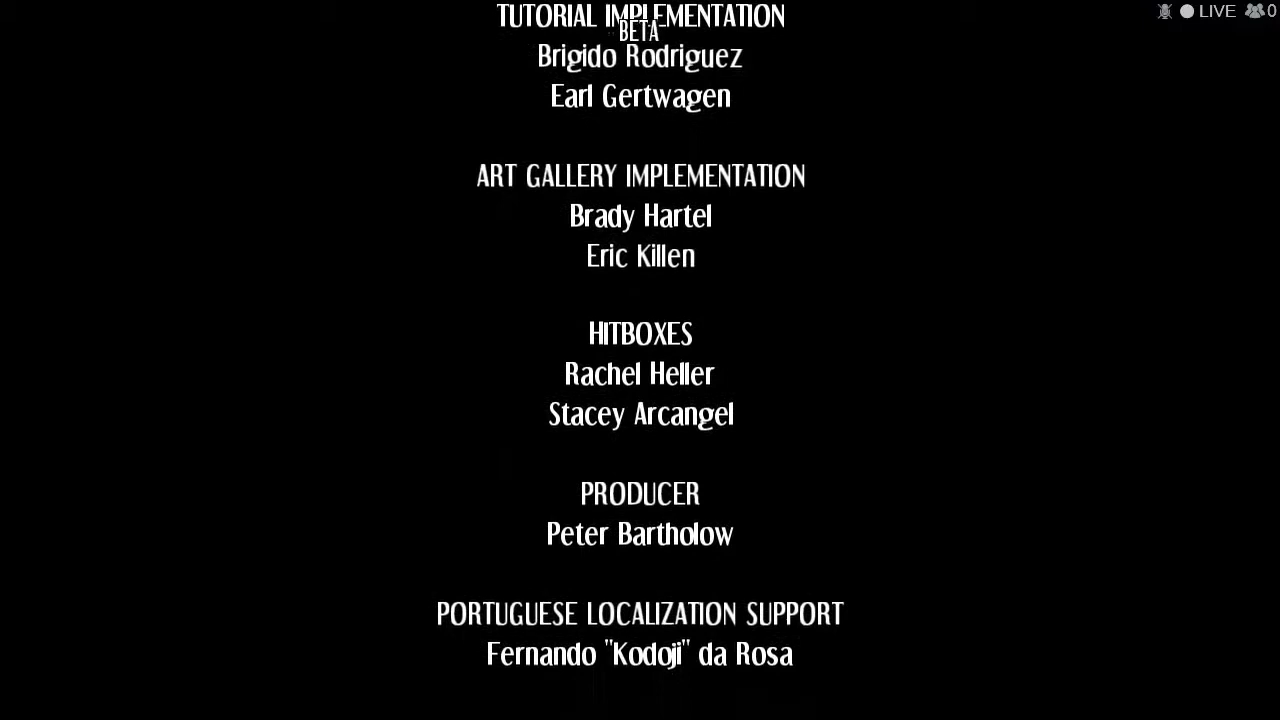 TUTORIAL IMPLEMENTATION
BETA
LIVE 0
Brigido Rodriguez
Earl Gertwagen
ART GALLERY IMPLEMENTATION
Brady Hartel
Eric Killen
HITBOXES
Rachel Heller
Stacey Arcangel
PRODUCER
Peter Bartholow
PORTUGUESE LOCALIZATION SUPPORT
Fernando "Kodoji" da Rosa